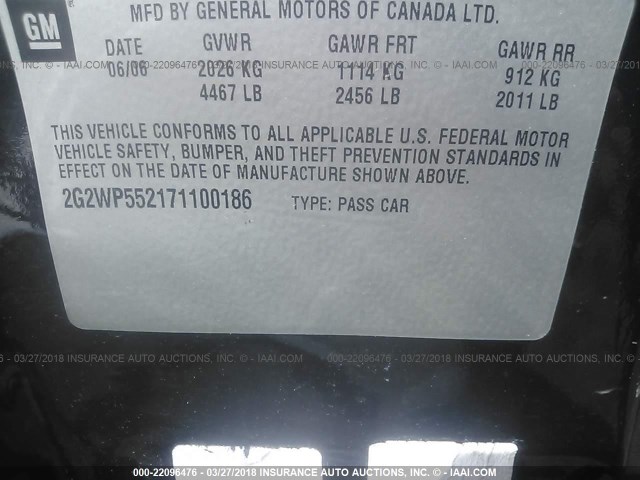 GM
MFD BY GENERAL MOTORS OF CANADA LTD.
DATE GVWR GAWR FRT GAWR RR
06/06 2026 KG 1114 KG 912 KG
4467 LB 2456 LB 2011 LB
THIS VEHICLE CONFORMS TO ALL APPLICABLE U.S. FEDERAL MOTOR
VEHICLE SAFETY, BUMPER, AND THEFT PREVENTION STANDARDS IN
EFFECT ON THE DATE OF MANUFACTURE SHOWN ABOVE.
2G2WP552171100186 TYPE: PASS CAR
000-22096476 - 03/27/2018 INSURANCE AUTO AUCTIONS, INC. © - IAAI.COM